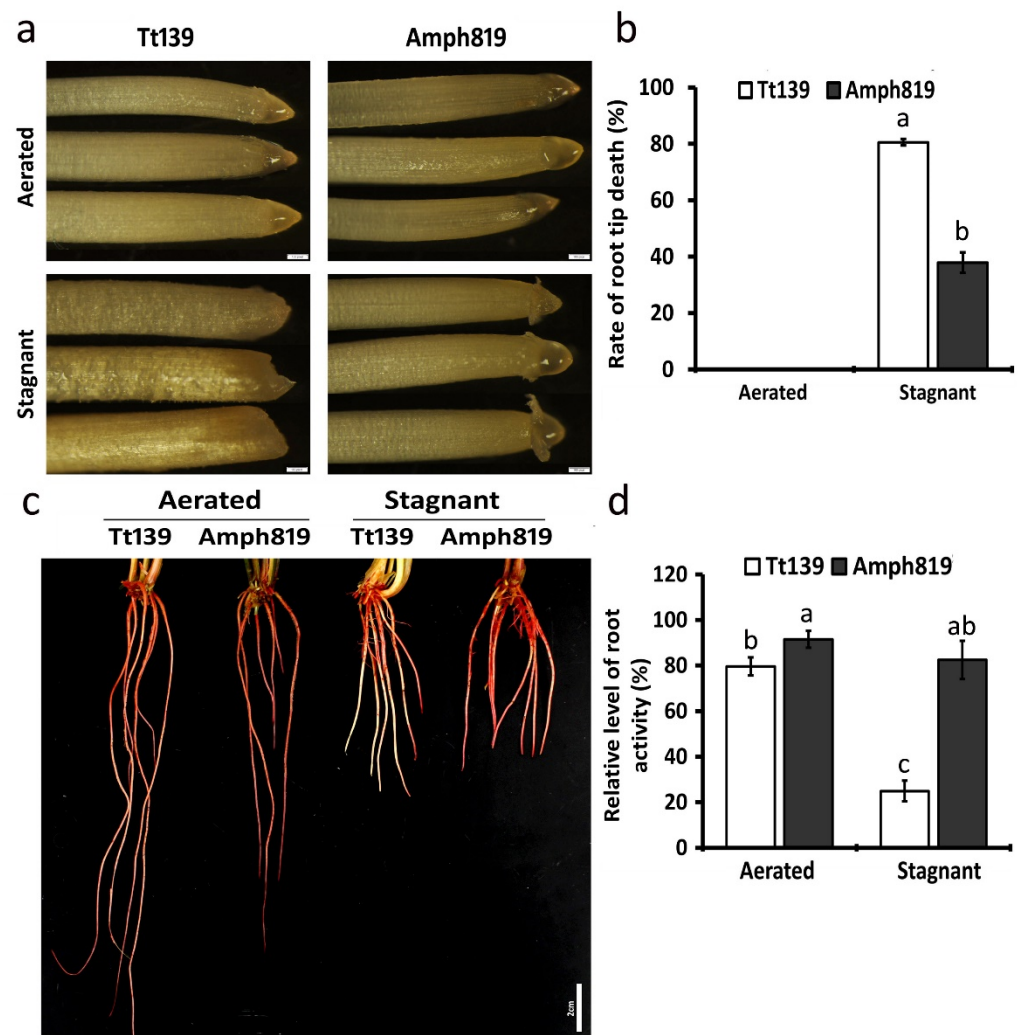 a
Tt139
Amph819
Aerated
Stagnant
b
Rate of root tip death (%)
100
80
60
40
20
0
Tt139
Amph819
a
b
Aerated
Stagnant
c
Aerated
Stagnant
Tt139
Amph819
Tt139
Amph819
2cm
d
Relative level of root
activity (%)
120
100
80
60
40
20
0
Tt139
Amph819
b
a
c
ab
Aerated
Stagnant